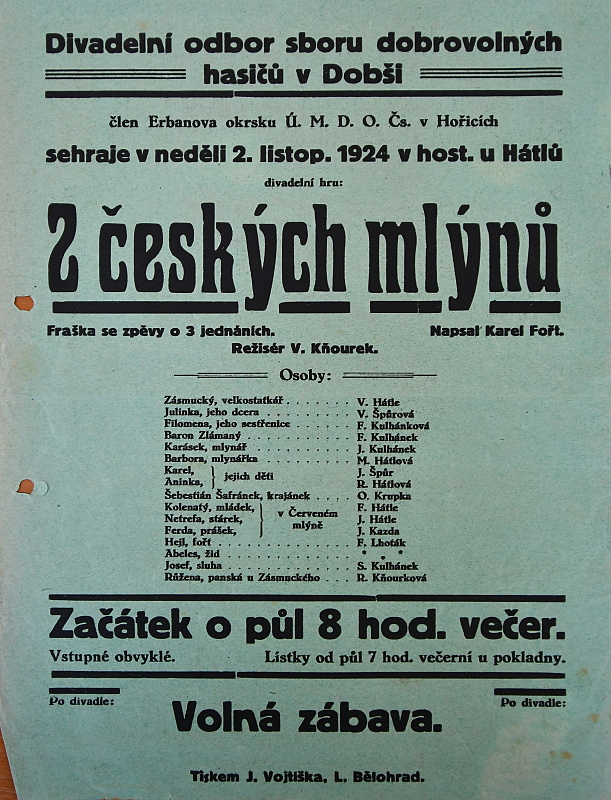 Divadelní odbor sboru dobrovolných
hasičů v Dobši
člen Erbanova okrsku Ú. M. D. O. Čs. v Hořicích
sehraje v neděli 2. listop. 1924 v host. u Hátlů
divadelní hru:
Z českých mlýnů
Fraška se zpěvy o 3 jednáních. Napsal Karel Fořt.
Režisér V. Kňourek.
Osoby:
Zásmucký, velkostatkář . . . . . . . V. Hátle
Julinka, jeho dcera . . . . . . . . . V. Špůrová
Filomena, jeho sestřenice . . . . . . F. Kulhánková
Baron Zlámaný . . . . . . . . . . F. Kulhánek
Karásek, mlynář . . . . . . . . . . J. Kulhánek
Barbora, mlynářka . . . . . . . . . M. Hátlová
Karel, } jejich děti J. Špůr
Aninka, R. Hátlová
Šebestián Šafránek, krajánek . . . . O. Krupka
Kolenatý, mládek, F. Hátle
Netrefa, stárek, } v Červeném mlýně J. Hátle
Ferda, prášek, J. Kazda
Hejl, fořt . . . . . . . . . . . . F. Lhoták
Abeles, žid . . . . . . . . . . . . * * *
Josef, sluha . . . . . . . . . . . S. Kulhánek
Růžena, panská u Zásmuckého . . . R. Kňourková
Začátek o půl 8 hod. večer.
Vstupné obvyklé. Lístky od půl 7 hod. večerní u pokladny.
Po divadle: Po divadle:
Volná zábava.
Tiskem J. Vojtíška, L. Bělohrad.